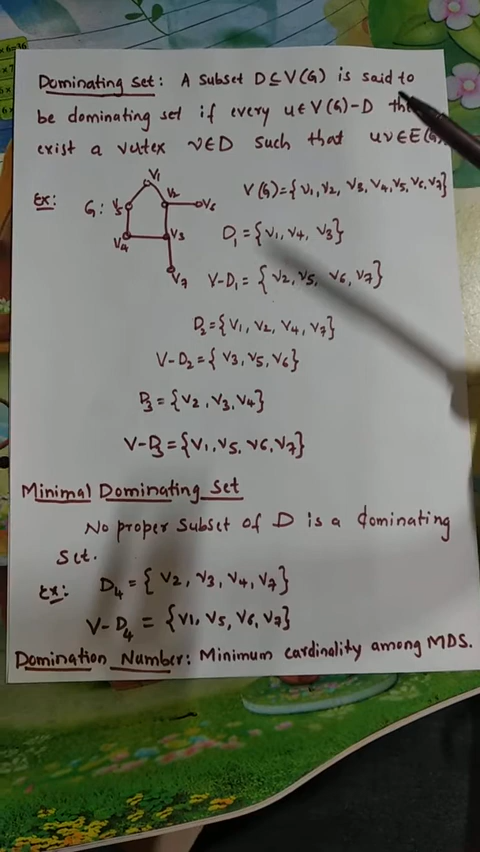 Dominating Set: A subset D⊆V(G) is said to
be dominating set if every u∈V(G)-D
exist a vertex v∈D such that uv∈E(G)
Ex: G: V1 V2 V5 V6 V4 V3 V7
V(G)={V1, V2, V3, V4, V5, V6, V7}
D1={V1, V4, V3}
V-D1={V2, V5, V6, V7}
D2={V1, V2, V4, V7}
V-D2={V3, V5, V6}
D3={V2, V3, V4}
V-D3={V1, V5, V6, V7}
Minimal Dominating Set
No proper subset of D is a dominating
Set.
Ex: D4={V2, V3, V4, V7}
V-D4={V1, V5, V6, V7}
Domination Number: Minimum cardinality among MDS.